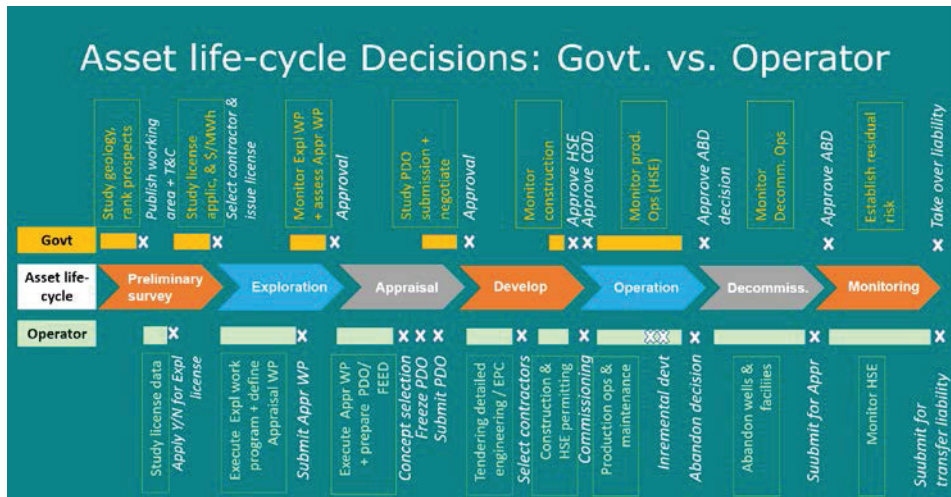 Asset life-cycle Decisions: Govt. vs. Operator
Study geology,
rank prospects
Publish working
area + T&C
Study license
applic, & $/MWh
Select contractor &
issue license
Monitor Expl WP
+ assess Appr WP
Approval
Study PDO
submission +
negotiate
Approval
Monitor
construction
Approve HSE
Approve COD
Monitor prod.
Ops (HSE)
Approve ABD
decision
Monitor
Decomm. Ops
Approve ABD
Establish residual
risk
Take over liability
Govt
Asset life-
cycle
Preliminary
survey
Exploration
Appraisal
Develop
Operation
Decommiss.
Monitoring
Operator
Study license data
Apply Y/N for Expl
license
Execute Expl work
program + define
Appraisal WP
Submit Appr WP
Execute Appr WP
+ prepare PDO/
FEED
Concept selection
Freeze PDO
Submit PDO
Tendering detailed
engineering / EPC
Select contractors
Construction &
HSE permitting
Commissioning
Production ops &
maintenance
Inremental devt
Abandon decision
Abandon wells &
faciliies
Suubmit for Appr
Monitor HSE
Suubmit for
transfer liability